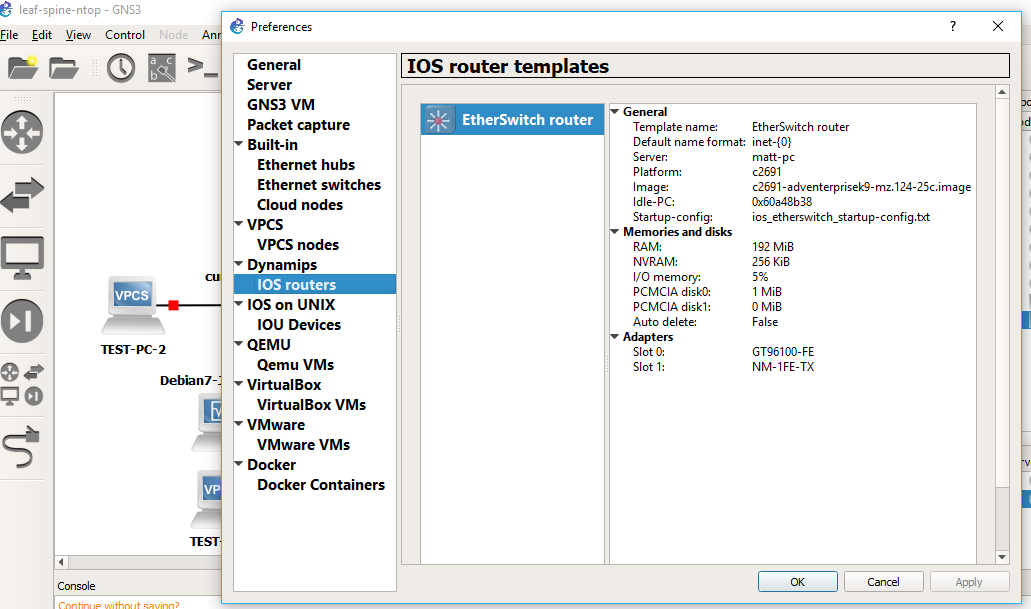 leaf-spine-ntop - GNS3
File Edit View Control Node Ann
Preferences
?
General
Server
GNS3 VM
Packet capture
Built-in
Ethernet hubs
Ethernet switches
Cloud nodes
VPCS
VPCS nodes
Dynamips
IOS routers
IOS on UNIX
IOU Devices
QEMU
Qemu VMs
VirtualBox
VirtualBox VMs
VMware
VMware VMs
Docker
Docker Containers
IOS router templates
EtherSwitch router
General
Template name: EtherSwitch router
Default name format: inet-{0}
Server: matt-pc
Platform: c2691
Image: c2691-adventerprisek9-mz.124-25c.image
Idle-PC: 0x60a48b38
Startup-config: ios_etherswitch_startup-config.txt
Memories and disks
RAM: 192 MiB
NVRAM: 256 KiB
I/O memory: 5%
PCMCIA disk0: 1 MiB
PCMCIA disk1: 0 MiB
Auto delete: False
Adapters
Slot 0: GT96100-FE
Slot 1: NM-1FE-TX
OK Cancel Apply
cu
VPCS
TEST-PC-2
Debian7-
VP
TEST-
Console
Continue without saving?